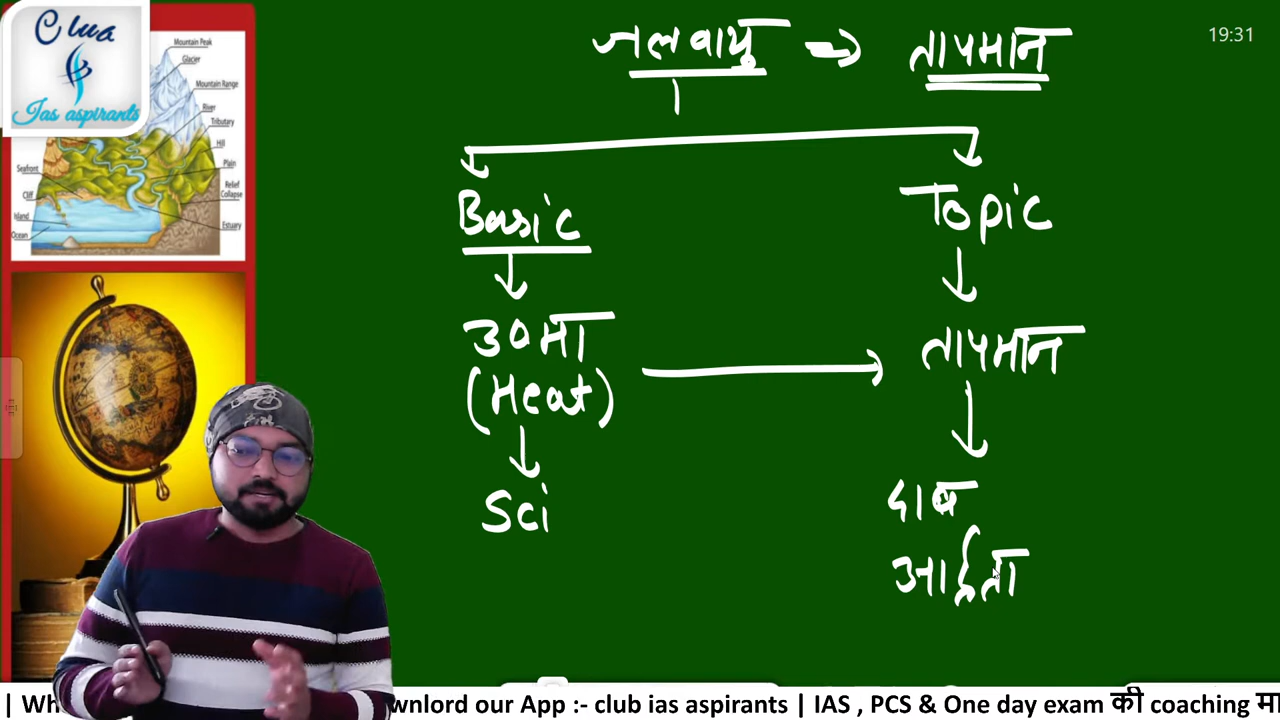 Club
Ias aspirants
Mountain Peak
Glacier
Mountain Range
River
Tributary
Hill
Plain
Relief
Collapse
Estuary
Seafront
Cliff
Island
Ocean
19:31
जलवायु ⇒ तापमान
Basic
Topic
उष्मा
(Heat)
तापमान
Sci
दाब
आर्द्रता
| Wh wnlord our App :- club ias aspirants | IAS , PCS & One day exam की coaching मा